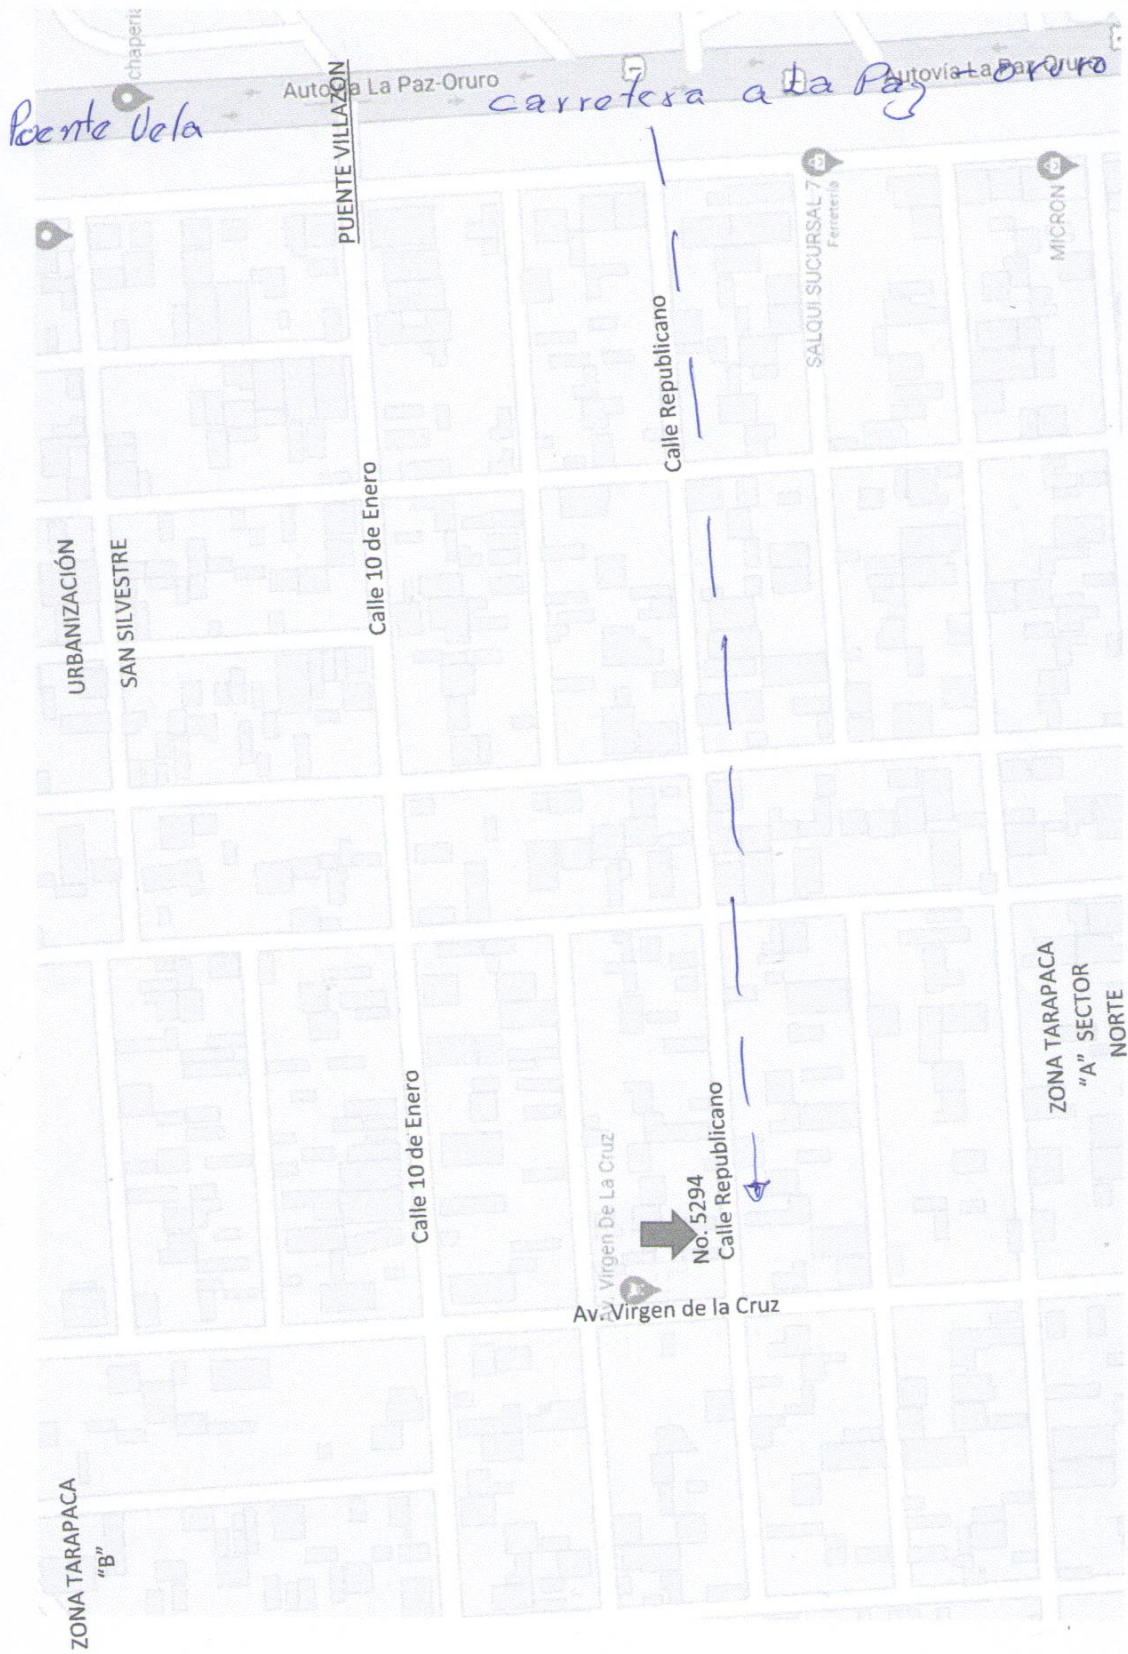 chaperia
Autovía La Paz-Oruro
1
Autovía La Paz-Oruro
Puente Vela
carretera a La Paz - oruro
PUENTE VILLAZON
SALQUI SUCURSAL 7
Ferretería
MICRON
Calle Republicano
URBANIZACIÓN
SAN SILVESTRE
Calle 10 de Enero
ZONA TARAPACA
"A" SECTOR
NORTE
Calle 10 de Enero
Av. Virgen De La Cruz
No. 5294
Calle Republicano
Av. Virgen de la Cruz
ZONA TARAPACA
"B"